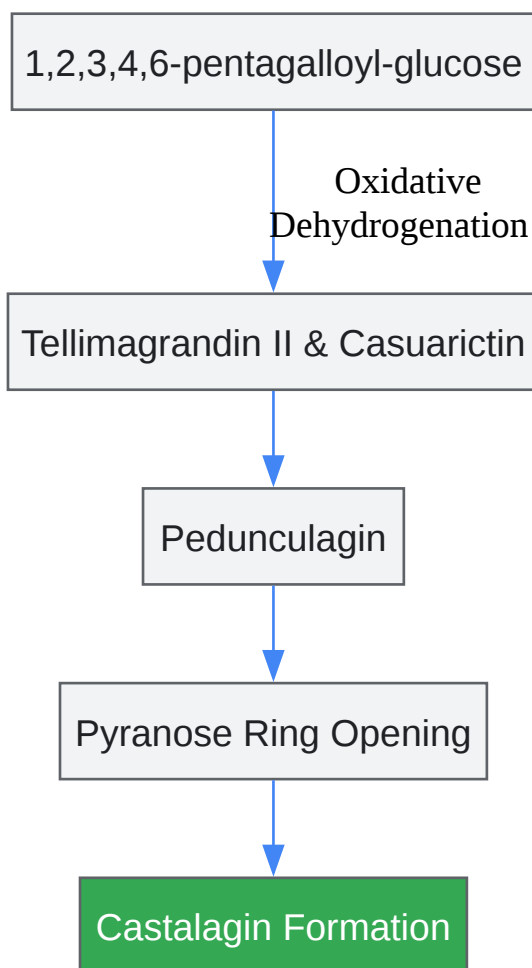 1,2,3,4,6-pentagalloyl-glucose
Oxidative
Dehydrogenation
Tellimagrandin II & Casuarictin
Pedunculagin
Pyranose Ring Opening
Castalagin Formation